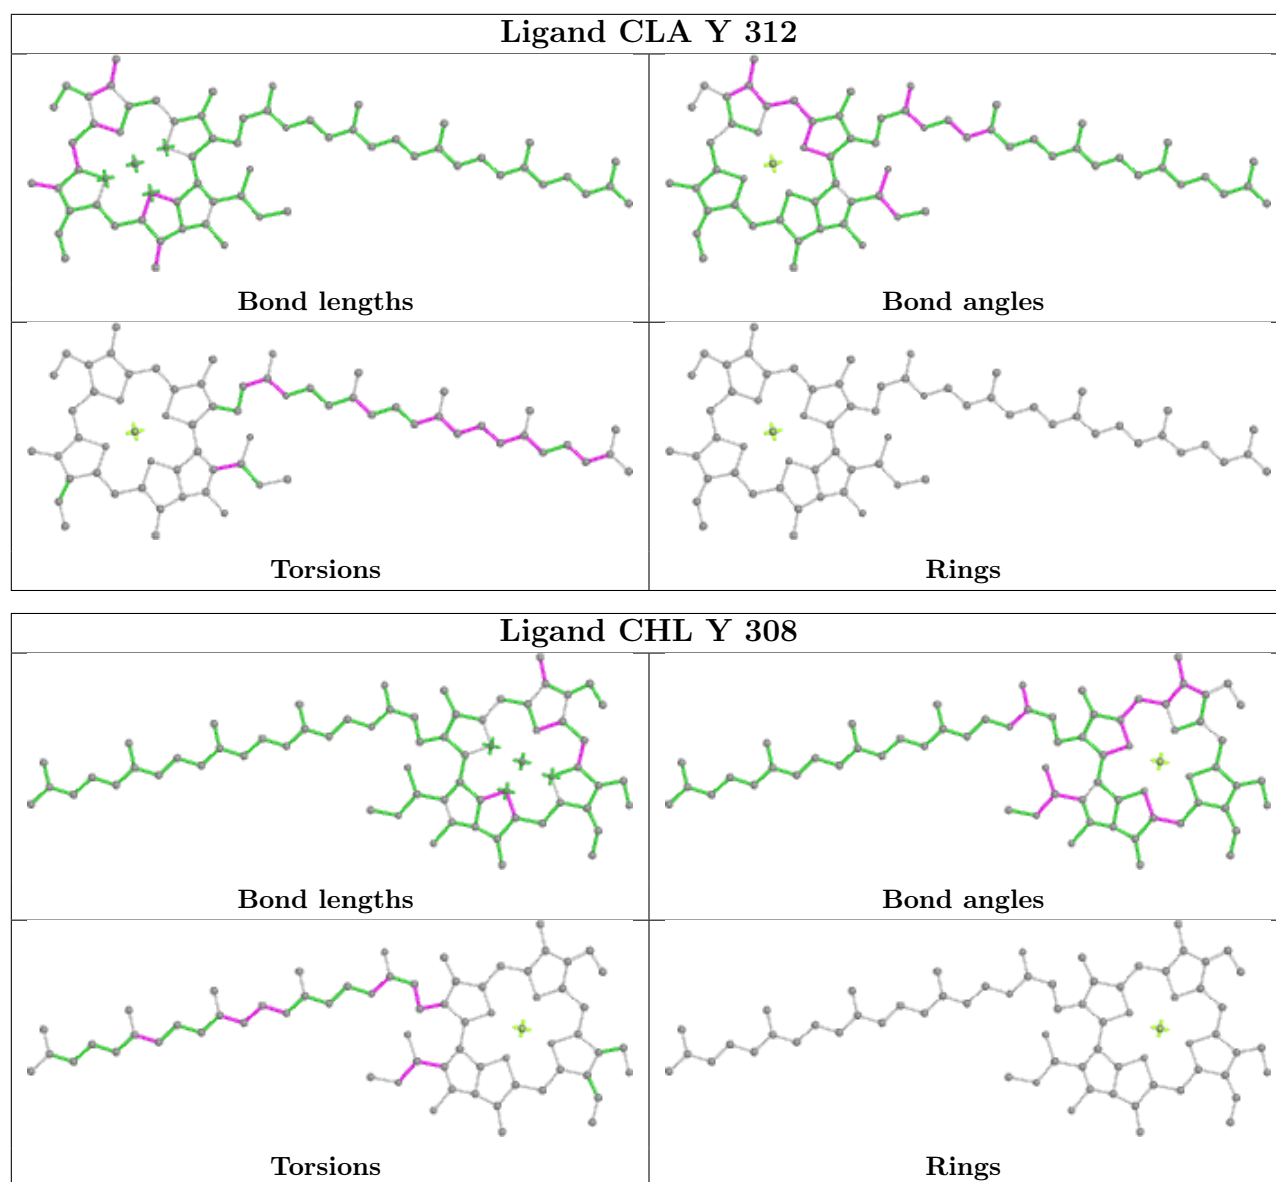 Ligand CLA Y 312
Bond lengths
Bond angles
Torsions
Rings
Ligand CHL Y 308
Bond lengths
Bond angles
Torsions
Rings